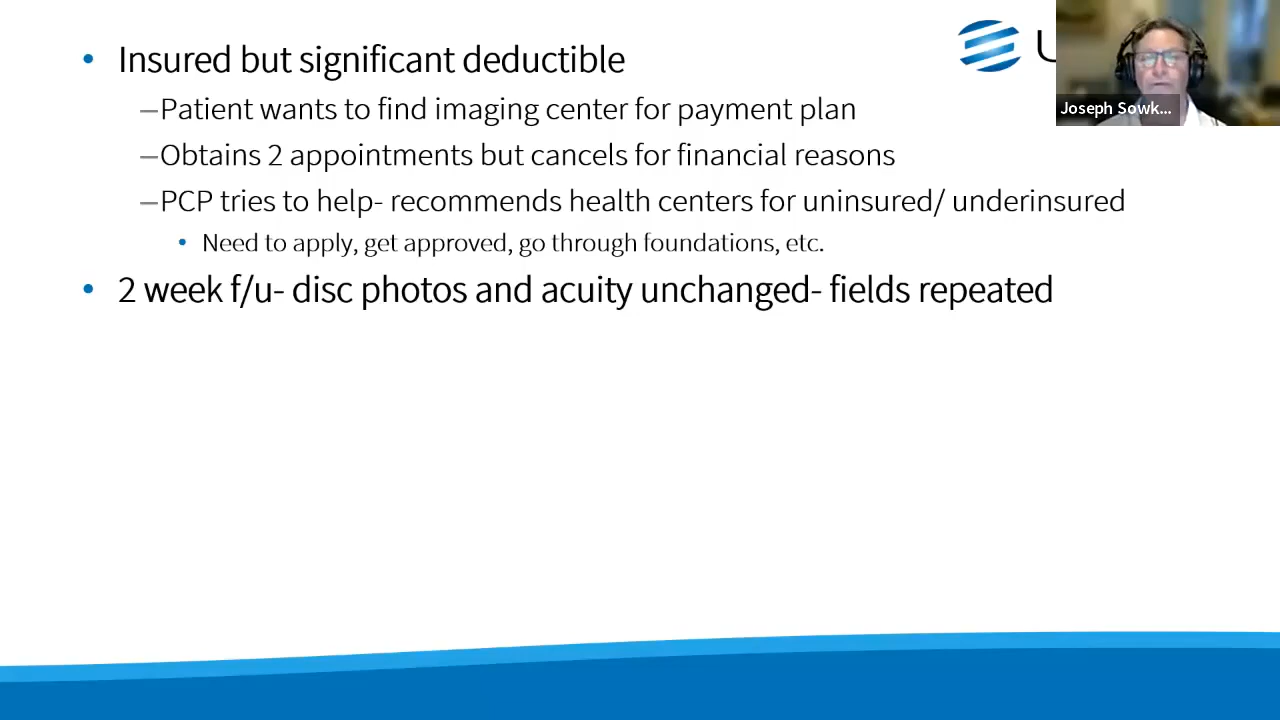 • Insured but significant deductible
–Patient wants to find imaging center for payment plan
–Obtains 2 appointments but cancels for financial reasons
–PCP tries to help- recommends health centers for uninsured/ underinsured
• Need to apply, get approved, go through foundations, etc.
• 2 week f/u- disc photos and acuity unchanged- fields repeated
Joseph Sowk...